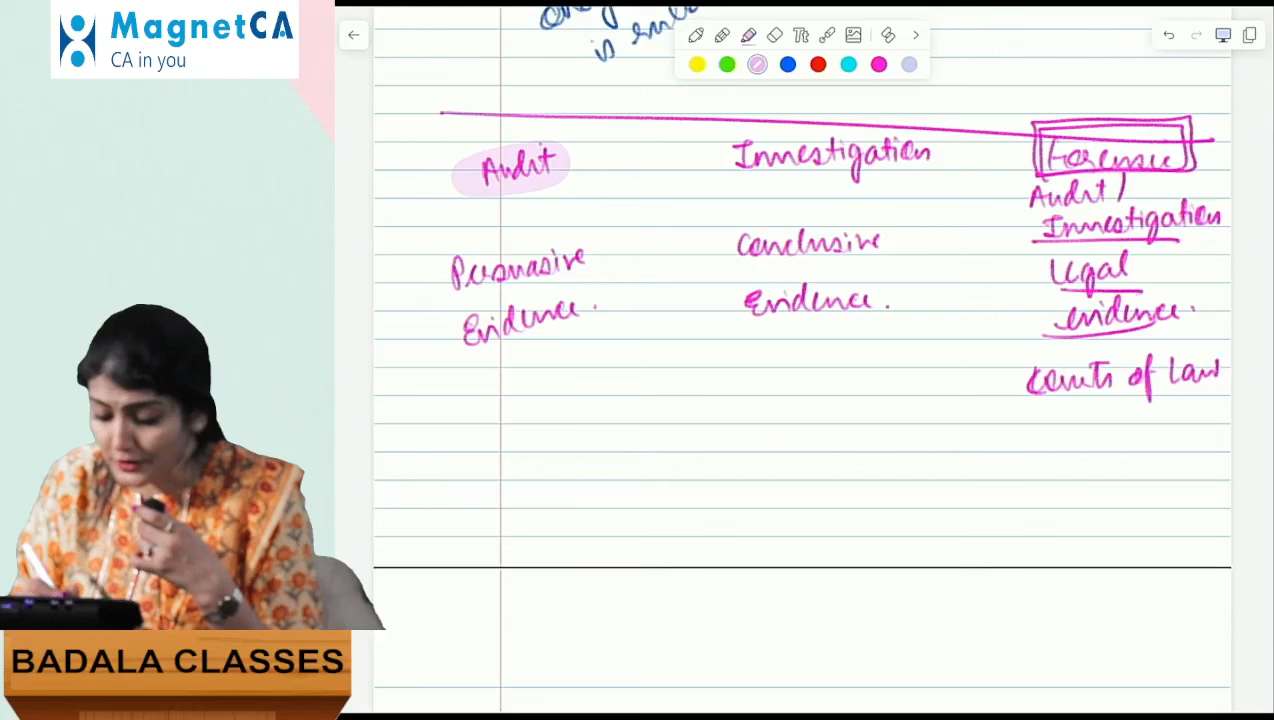 MagnetCA
CA in you
is
Audit
Investigation
Forensic
Audit /
Investigation
Persuasive
Evidence.
Conclusive
Evidence.
Legal
evidence.
Courts of Law
BADALA CLASSES